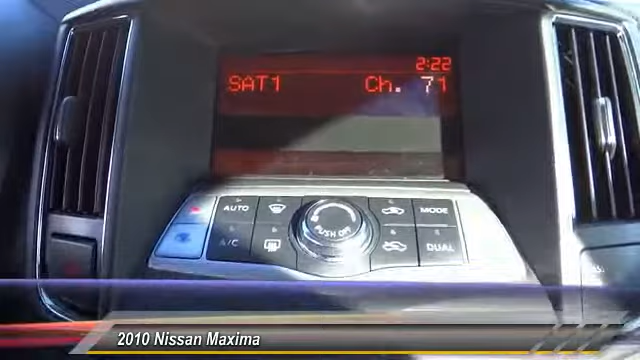 2:22
SAT1 Ch. 71
AUTO
MODE
PUSH OFF
A/C
DUAL
2010 Nissan Maxima